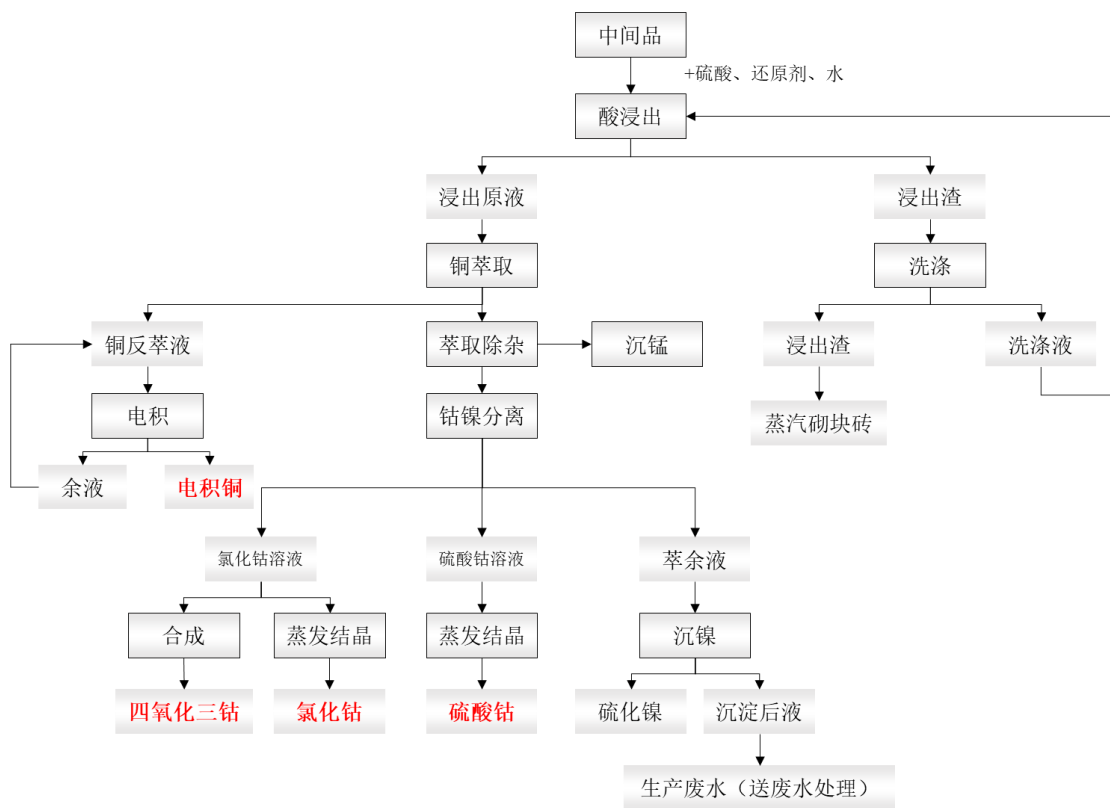 中间品
+硫酸、还原剂、水
酸浸出
浸出原液
浸出渣
铜萃取
洗涤
铜反萃液
萃取除杂
沉锰
浸出渣
洗涤液
电积
钴镍分离
蒸汽砌块砖
余液
电积铜
氯化钴溶液
硫酸钴溶液
萃余液
合成
蒸发结晶
蒸发结晶
沉镍
四氧化三钴
氯化钴
硫酸钴
硫化镍
沉淀后液
生产废水（送废水处理）